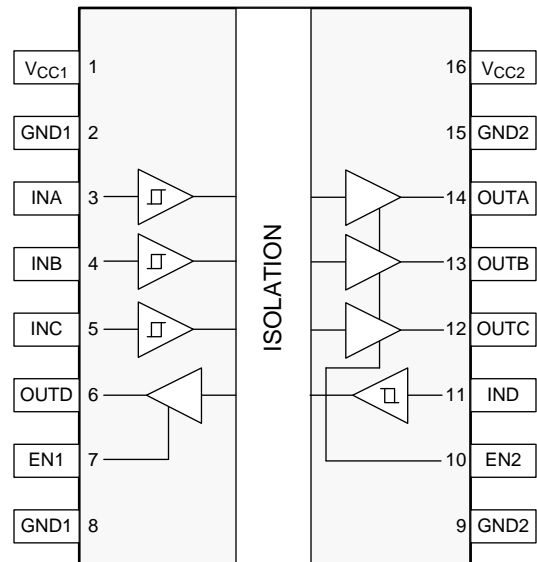 VCC1 1 16 VCC2
GND1 2 15 GND2
INA 3 14 OUTA
INB 4 13 OUTB
INC 5 12 OUTC
OUTD 6 11 IND
EN1 7 10 EN2
GND1 8 9 GND2
ISOLATION